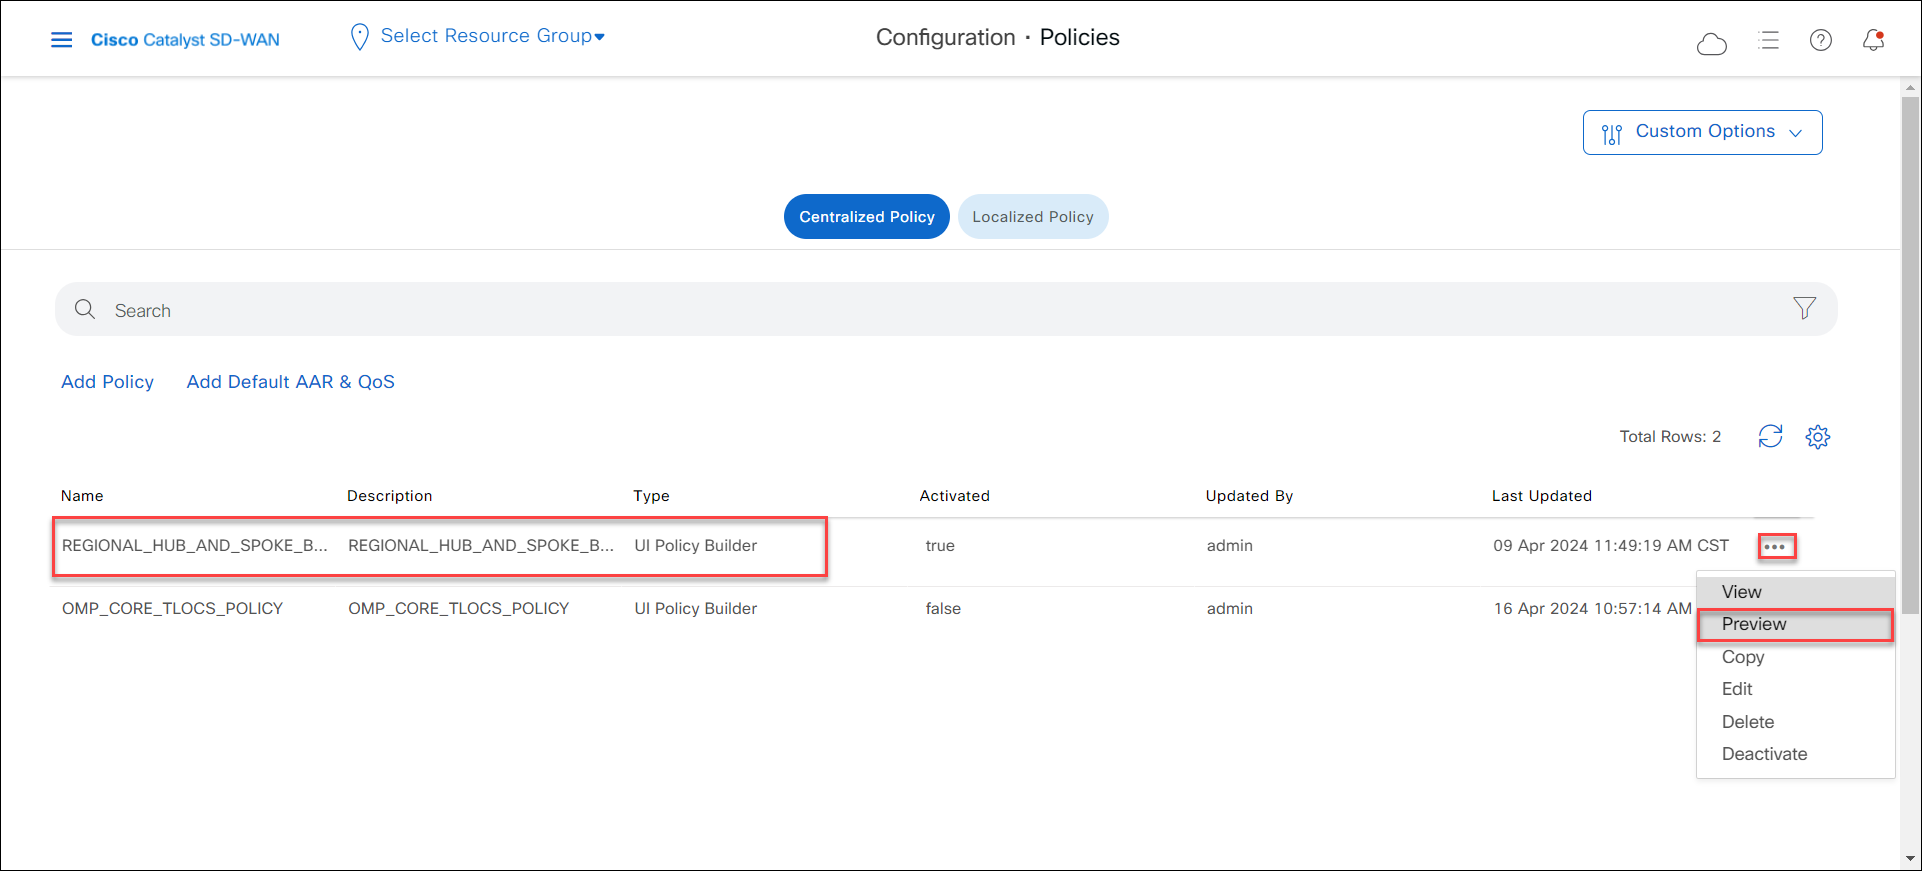 Cisco Catalyst SD-WAN
Select Resource Group
Configuration · Policies
Custom Options
Centralized Policy
Localized Policy
Search
Add Policy
Add Default AAR & QoS
Total Rows: 2
Name Description Type Activated Updated By Last Updated
REGIONAL_HUB_AND_SPOKE_B... REGIONAL_HUB_AND_SPOKE_B... UI Policy Builder true admin 09 Apr 2024 11:49:19 AM CST
OMP_CORE_TLOCS_POLICY OMP_CORE_TLOCS_POLICY UI Policy Builder false admin 16 Apr 2024 10:57:14 AM
View
Preview
Copy
Edit
Delete
Deactivate